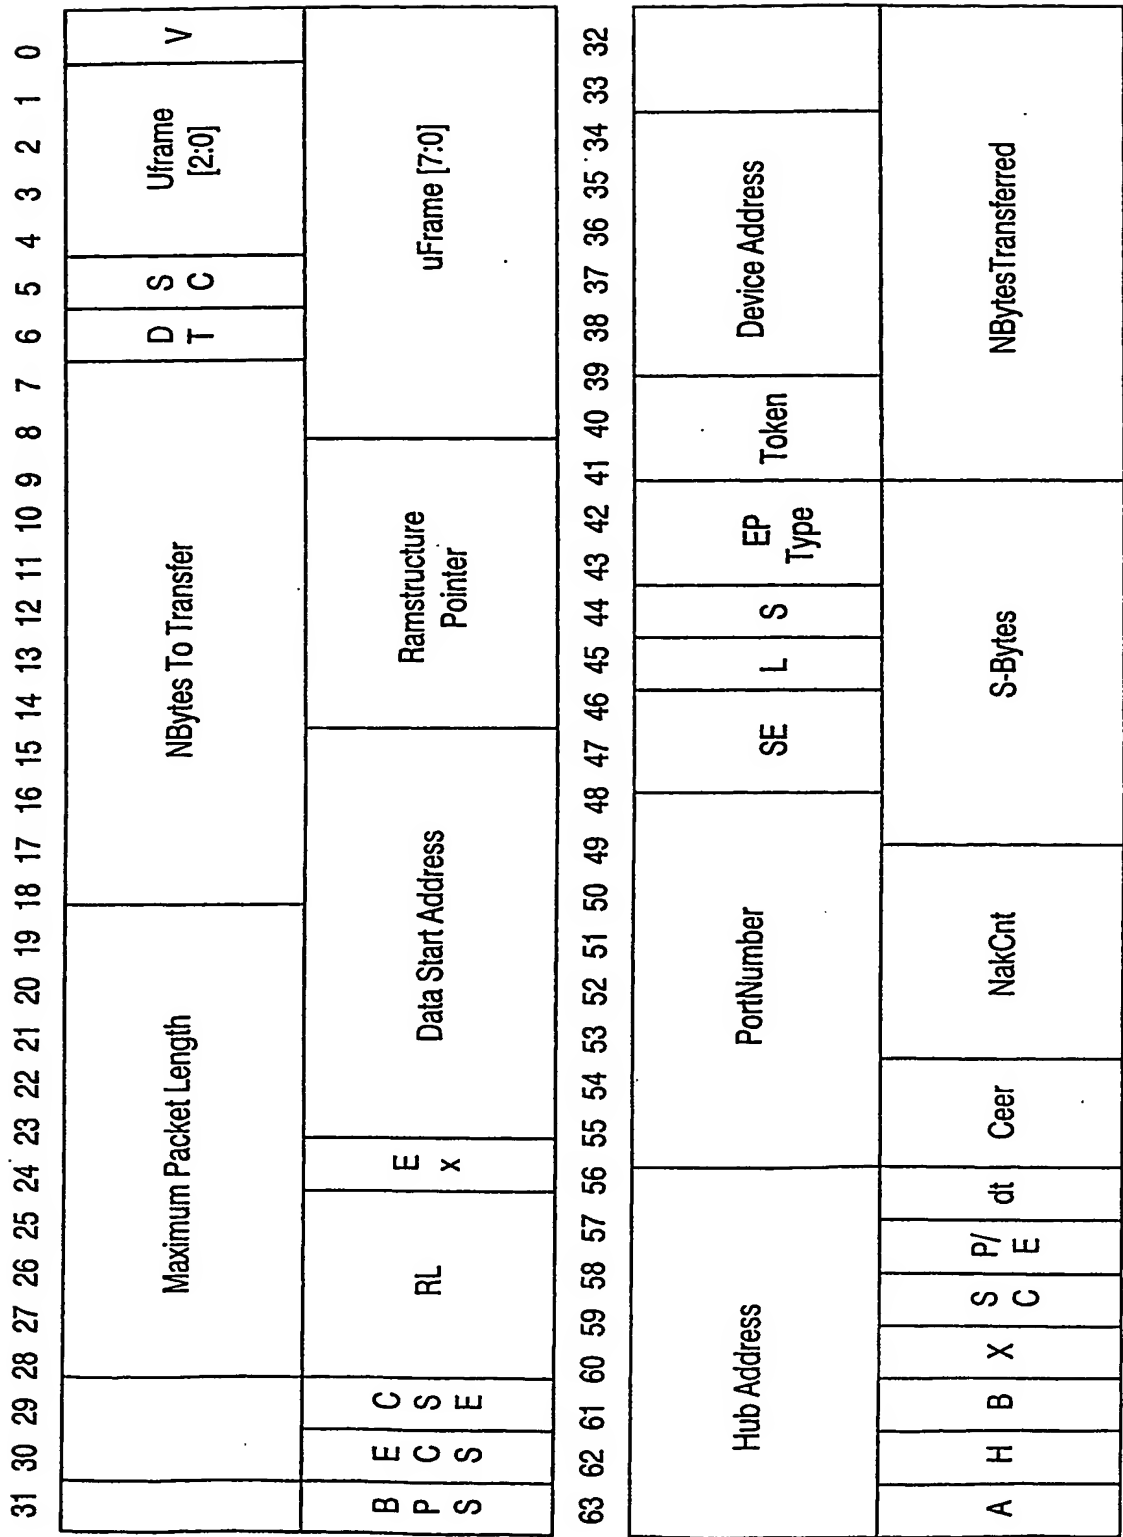 31 30 29 28 27 26 25 24 23 22 21 20 19 18 17 16 15 14 13 12 11 10 9 8 7 6 5 4 3 2 1 0
Maximum Packet Length
NBytes To Transfer
D
T
S
C
Uframe
[2:0]
V
B
P
S
E
C
S
C
S
E
RL
E
x
Data Start Address
Ramstructure
Pointer
uFrame [7:0]
63 62 61 60 59 58 57 56 55 54 53 52 51 50 49 48 47 46 45 44 43 42 41 40 39 38 37 36 35 34 33 32
Hub Address
PortNumber
SE
L
S
EP
Type
Token
Device Address
A
H
B
X
S
C
P/
E
dt
Ceer
NakCnt
S-Bytes
NBytesTransferred